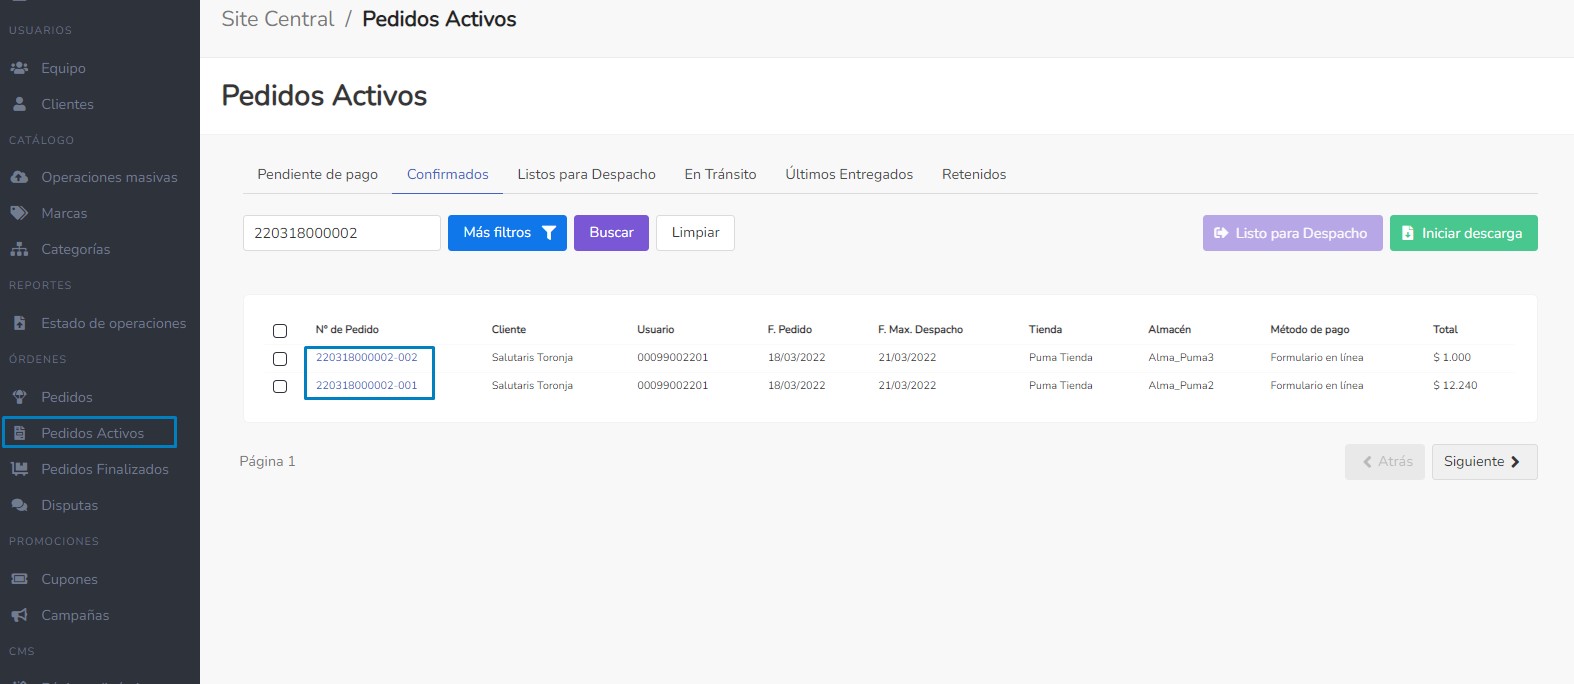 USUARIOS
Equipo
Clientes
CATÁLOGO
Operaciones masivas
Marcas
Categorías
REPORTES
Estado de operaciones
ÓRDENES
Pedidos
Pedidos Activos
Pedidos Finalizados
Disputas
PROMOCIONES
Cupones
Campañas
CMS
Site Central / Pedidos Activos
Pedidos Activos
Pendiente de pago Confirmados Listos para Despacho En Tránsito Últimos Entregados Retenidos
220318000002 Más filtros Buscar Limpiar Listo para Despacho Iniciar descarga
N° de Pedido Cliente Usuario F. Pedido F. Max. Despacho Tienda Almacén Método de pago Total
220318000002-002 Salutaris Toronja 00099002201 18/03/2022 21/03/2022 Puma Tienda Alma_Puma3 Formulario en línea $ 1.000
220318000002-001 Salutaris Toronja 00099002201 18/03/2022 21/03/2022 Puma Tienda Alma_Puma2 Formulario en línea $ 12.240
Página 1 Atrás Siguiente